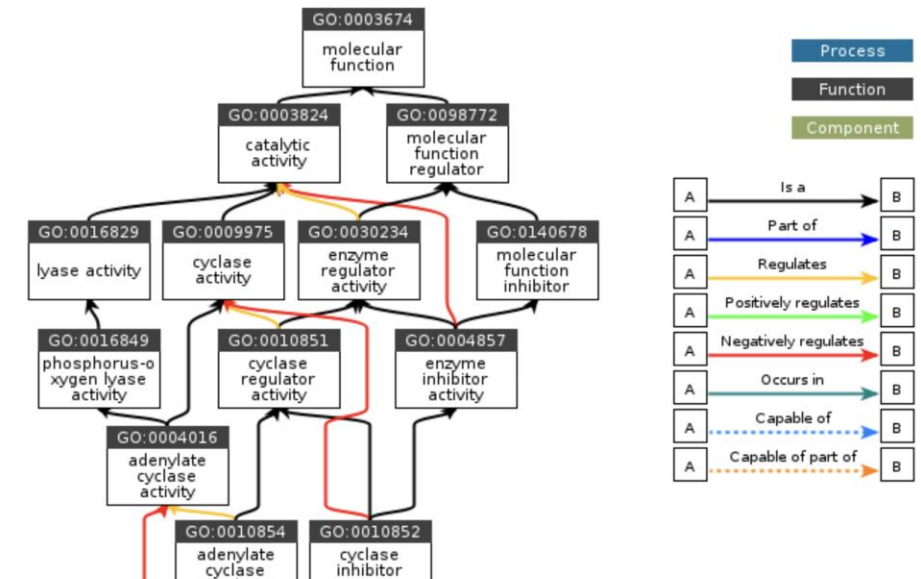 GO:0003674
molecular
function
GO:0003824
catalytic
activity
GO:0098772
molecular
function
regulator
GO:0016829
lyase activity
GO:0009975
cyclase
activity
GO:0030234
enzyme
regulator
activity
GO:0140678
molecular
function
inhibitor
GO:0016849
phosphorus-o
xygen lyase
activity
GO:0010851
cyclase
regulator
activity
GO:0004857
enzyme
inhibitor
activity
GO:0004016
adenylate
cyclase
activity
GO:0010854
adenylate
cyclase
GO:0010852
cyclase
inhibitor
Process
Function
Component
A Is a B
A Part of B
A Regulates B
A Positively regulates B
A Negatively regulates B
A Occurs in B
A Capable of B
A Capable of part of B